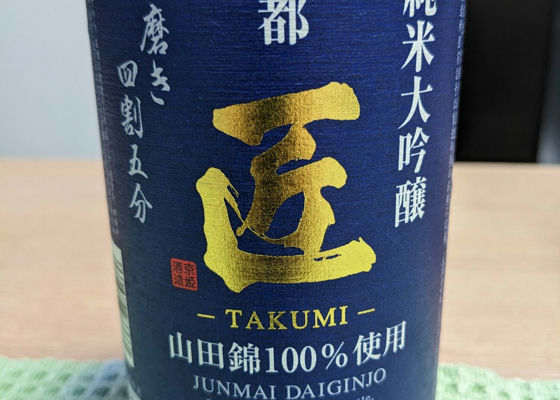 都
純米大吟醸
磨き
四割五分
匠
京姫
酒造
– TAKUMI –
山田錦100%使用
JUNMAI DAIGINJO